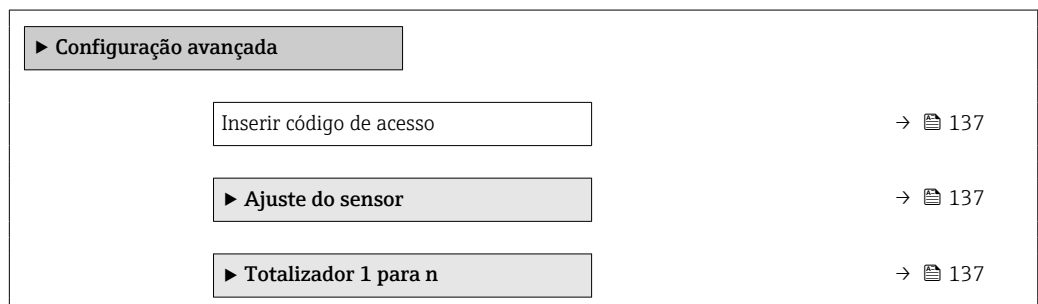 ▶ Configuração avançada
Inserir código de acesso → 137
▶ Ajuste do sensor → 137
▶ Totalizador 1 para n → 137